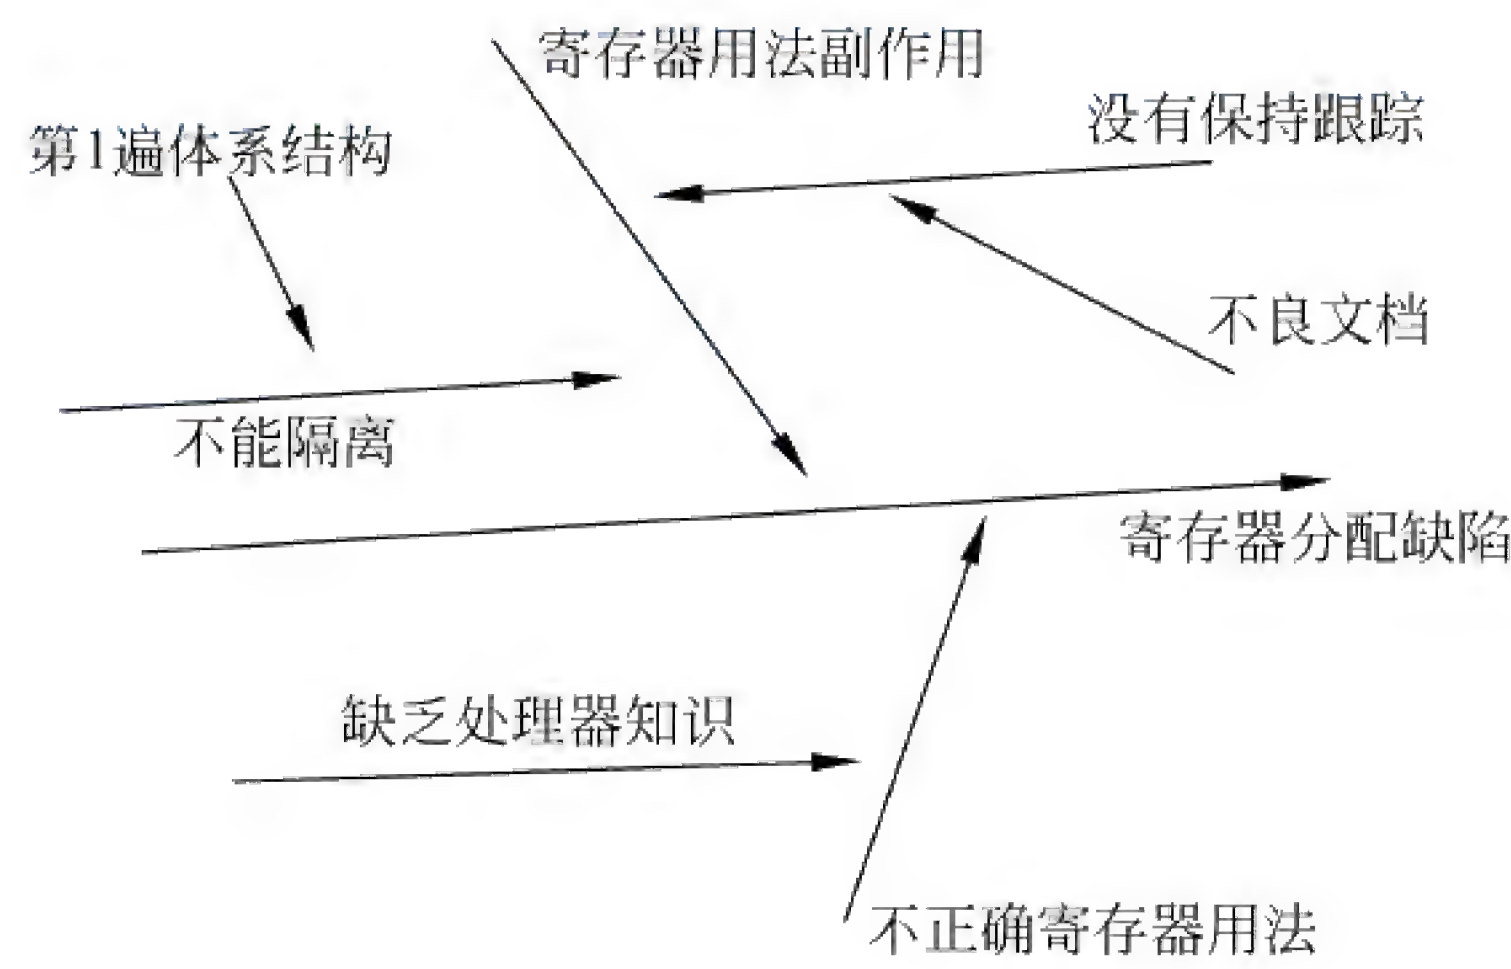 寄存器用法副作用
没有保持跟踪
第1遍体系结构
不良文档
不能隔离
寄存器分配缺陷
缺乏处理器知识
不正确寄存器用法